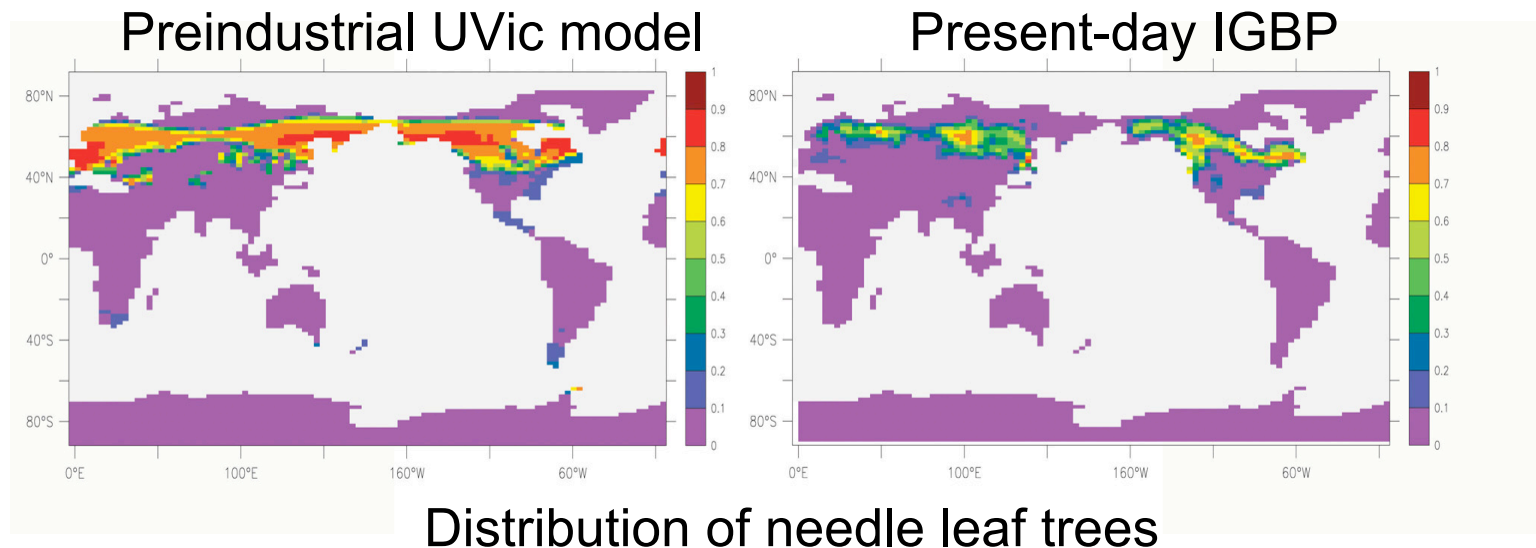 Preindustrial UVic model
Present-day IGBP
80°N
40°N
0°
40°S
80°S
0°E
100°E
160°W
60°W
1
0.9
0.8
0.7
0.6
0.5
0.4
0.3
0.2
0.1
0
80°N
40°N
0°
40°S
80°S
0°E
100°E
160°W
60°W
1
0.9
0.8
0.7
0.6
0.5
0.4
0.3
0.2
0.1
0
Distribution of needle leaf trees